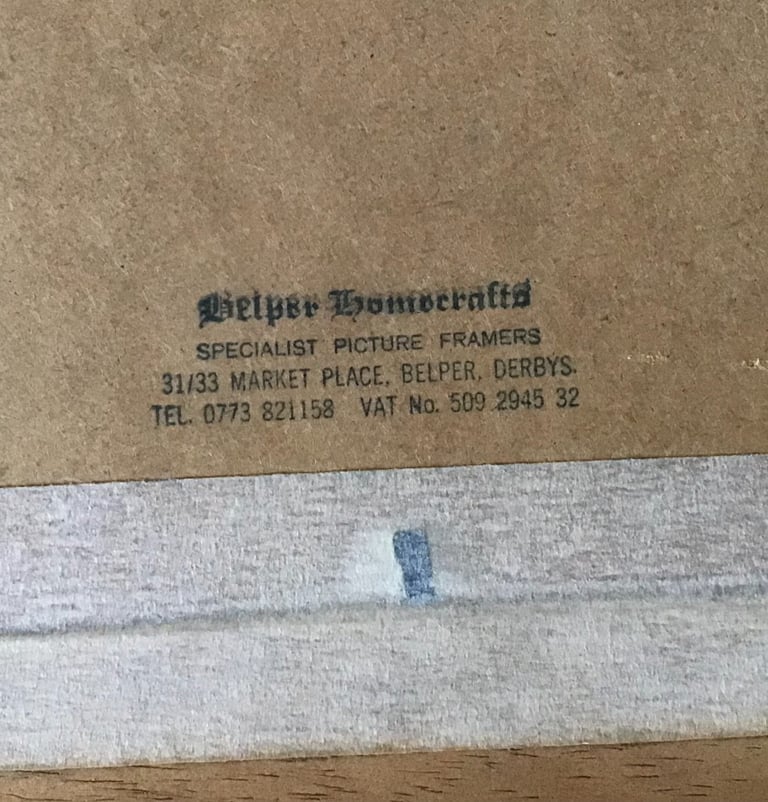 Belper Homecrafts
SPECIALIST PICTURE FRAMERS
31/33 MARKET PLACE, BELPER, DERBYS.
TEL. 0773 821158 VAT No. 509 2945 32